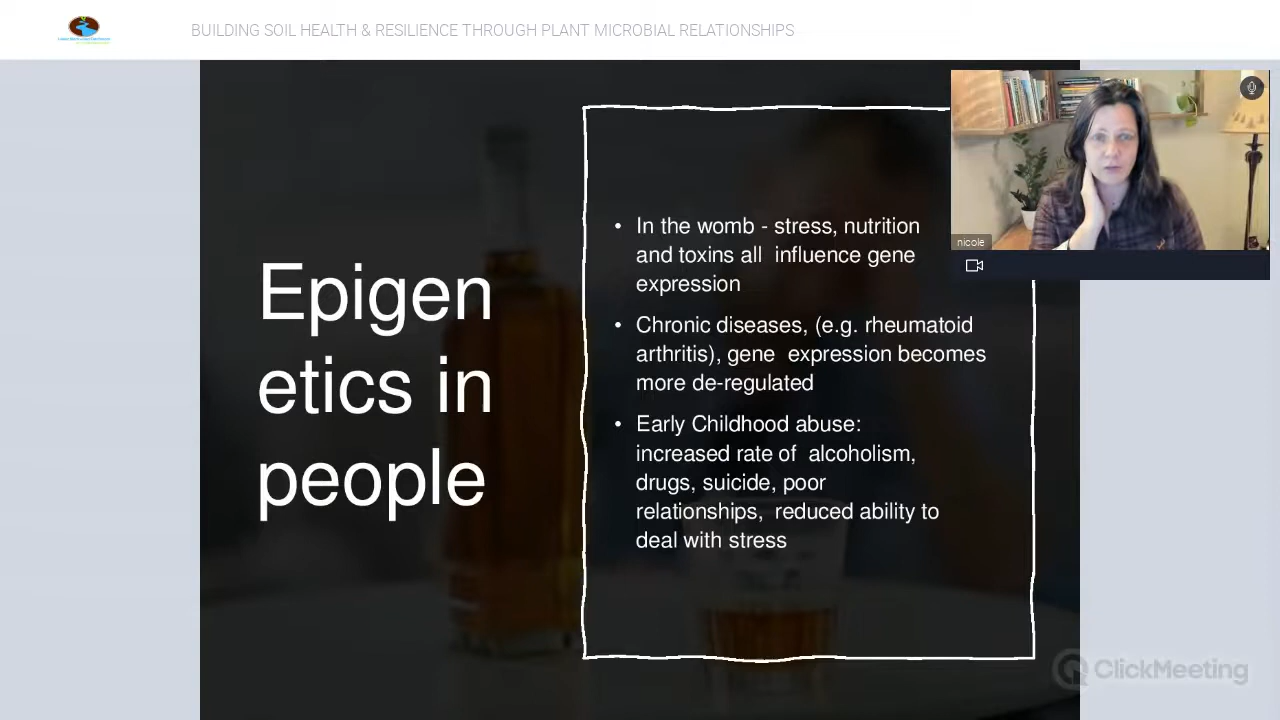 BUILDING SOIL HEALTH & RESILIENCE THROUGH PLANT MICROBIAL RELATIONSHIPS
nicole
Epigen
etics in
people
• In the womb - stress, nutrition
and toxins all influence gene
expression
• Chronic diseases, (e.g. rheumatoid
arthritis), gene expression becomes
more de-regulated
• Early Childhood abuse:
increased rate of alcoholism,
drugs, suicide, poor
relationships, reduced ability to
deal with stress
ClickMeeting